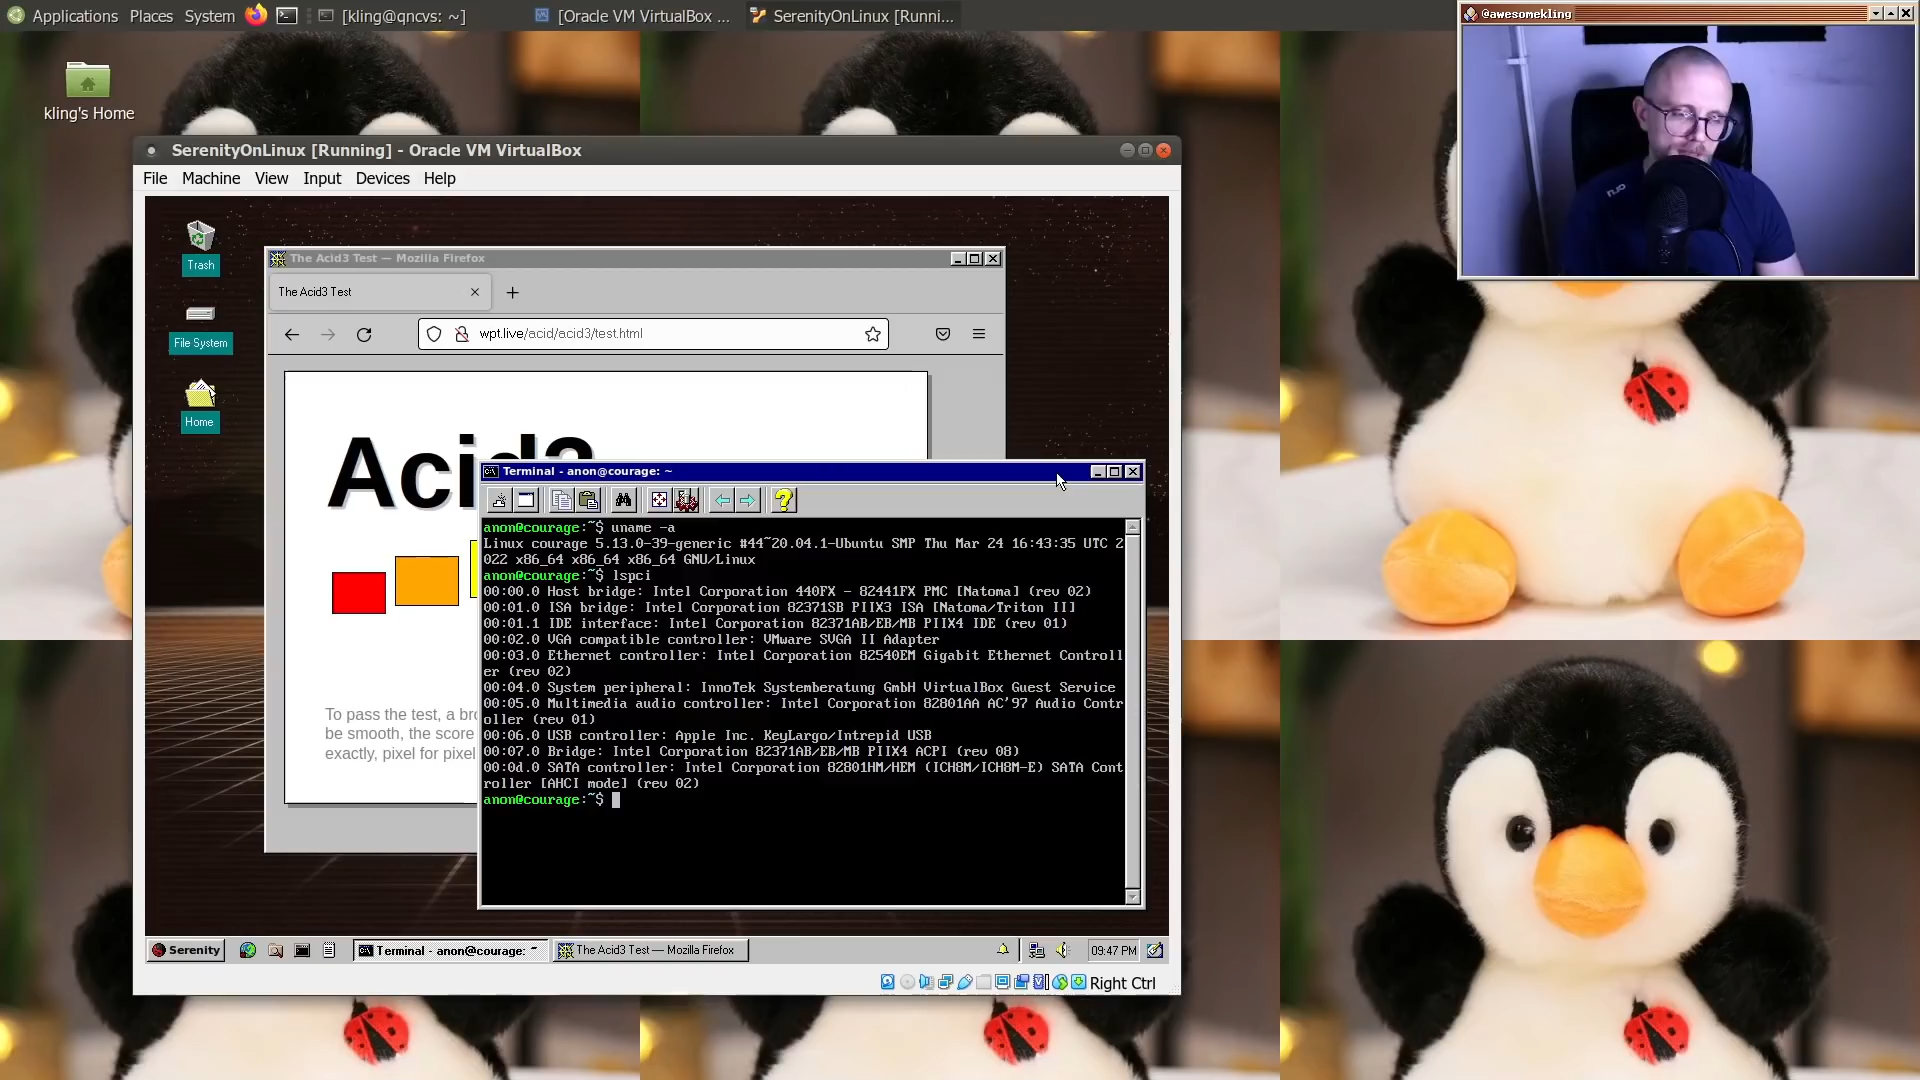 Applications Places System [kling@qncvs: ~] [Oracle VM VirtualBox ... SerenityOnLinux [Runni...
@awesomekling
kling's Home
SerenityOnLinux [Running] - Oracle VM VirtualBox
File Machine View Input Devices Help
Trash
File System
Home
The Acid3 Test — Mozilla Firefox
The Acid3 Test
wpt.live/acid/acid3/test.html
Acid3
To pass the test, a bro
be smooth, the score
exactly, pixel for pixel
Terminal - anon@courage: ~
anon@courage:~$ uname -a
Linux courage 5.13.0-39-generic #44~20.04.1-Ubuntu SMP Thu Mar 24 16:43:35 UTC 2
022 x86_64 x86_64 x86_64 GNU/Linux
anon@courage:~$ lspci
00:00.0 Host bridge: Intel Corporation 440FX - 82441FX PMC [Natoma] (rev 02)
00:01.0 ISA bridge: Intel Corporation 82371SB PIIX3 ISA [Natoma/Triton II]
00:01.1 IDE interface: Intel Corporation 82371AB/EB/MB PIIX4 IDE (rev 01)
00:02.0 VGA compatible controller: VMware SVGA II Adapter
00:03.0 Ethernet controller: Intel Corporation 82540EM Gigabit Ethernet Controll
er (rev 02)
00:04.0 System peripheral: InnoTek Systemberatung GmbH VirtualBox Guest Service
00:05.0 Multimedia audio controller: Intel Corporation 82801AA AC'97 Audio Contr
oller (rev 01)
00:06.0 USB controller: Apple Inc. KeyLargo/Intrepid USB
00:07.0 Bridge: Intel Corporation 82371AB/EB/MB PIIX4 ACPI (rev 08)
00:0d.0 SATA controller: Intel Corporation 82801HM/HEM (ICH8M/ICH8M-E) SATA Cont
roller [AHCI mode] (rev 02)
anon@courage:~$
Serenity Terminal - anon@courage: ~ The Acid3 Test — Mozilla Firefox 09:47 PM
Right Ctrl